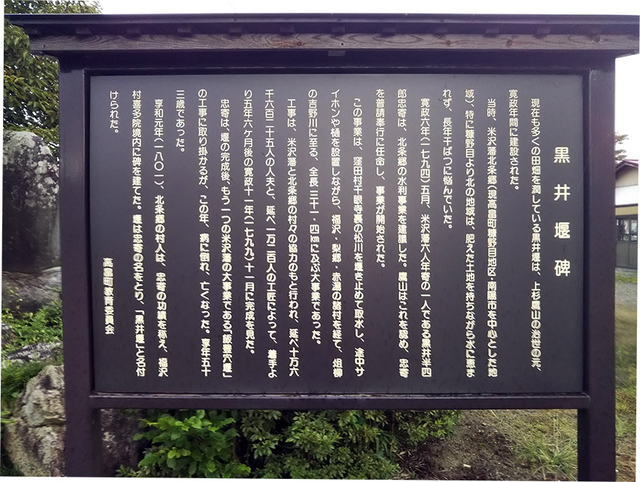 黒井堰碑
現在も多くの田畑を潤している黒井堰は、上杉鷹山の治世の元、
寛政年間に建設された。
当時、米沢藩北条郷(現高畠町糠野目地区・南陽市を中心とした地
域)、特に糠野目より北の地域は、肥えた土地を持ちながら水に恵ま
れず、長年干ばつに悩んでいた。
寛政六年(一七九四)五月、米沢藩六人年寄の一人である黒井半四
郎忠寄は、北条郷の水利事業を建議した。鷹山はこれを認め、忠寄
を普請奉行に任命し、事業が開始された。
この事業は、窪田村千眼寺裏の松川を堰き止めて取水し、途中サ
イホンや樋を設置しながら、福沢・梨郷・赤湯の諸村を経て、俎柳
の吉野川に至る、全長三十一・四㎞に及ぶ大事業であった。
工事は、米沢藩と北条郷の村々の協力のもと行われ、延べ十万六
千六百二十五人の人夫と、延べ一万二百人の工匠によって、着手よ
り五年六ケ月後の寛政十一年(一七九九)十一月に完成を観た。
忠寄は、堰の完成後、もう一つの米沢藩の大事業である「飯豊穴堰」
の工事に取り掛かるが、この年、病に倒れ、亡くなった。享年五十
三歳であった。
享和元年(一八〇一)、北条郷の村人は、忠寄の功績を称え、福沢
村喜多院境内に碑を建てた。堰は忠寄の名をとり、「黒井堰」と名付
けられた。
高畠町教育委員会